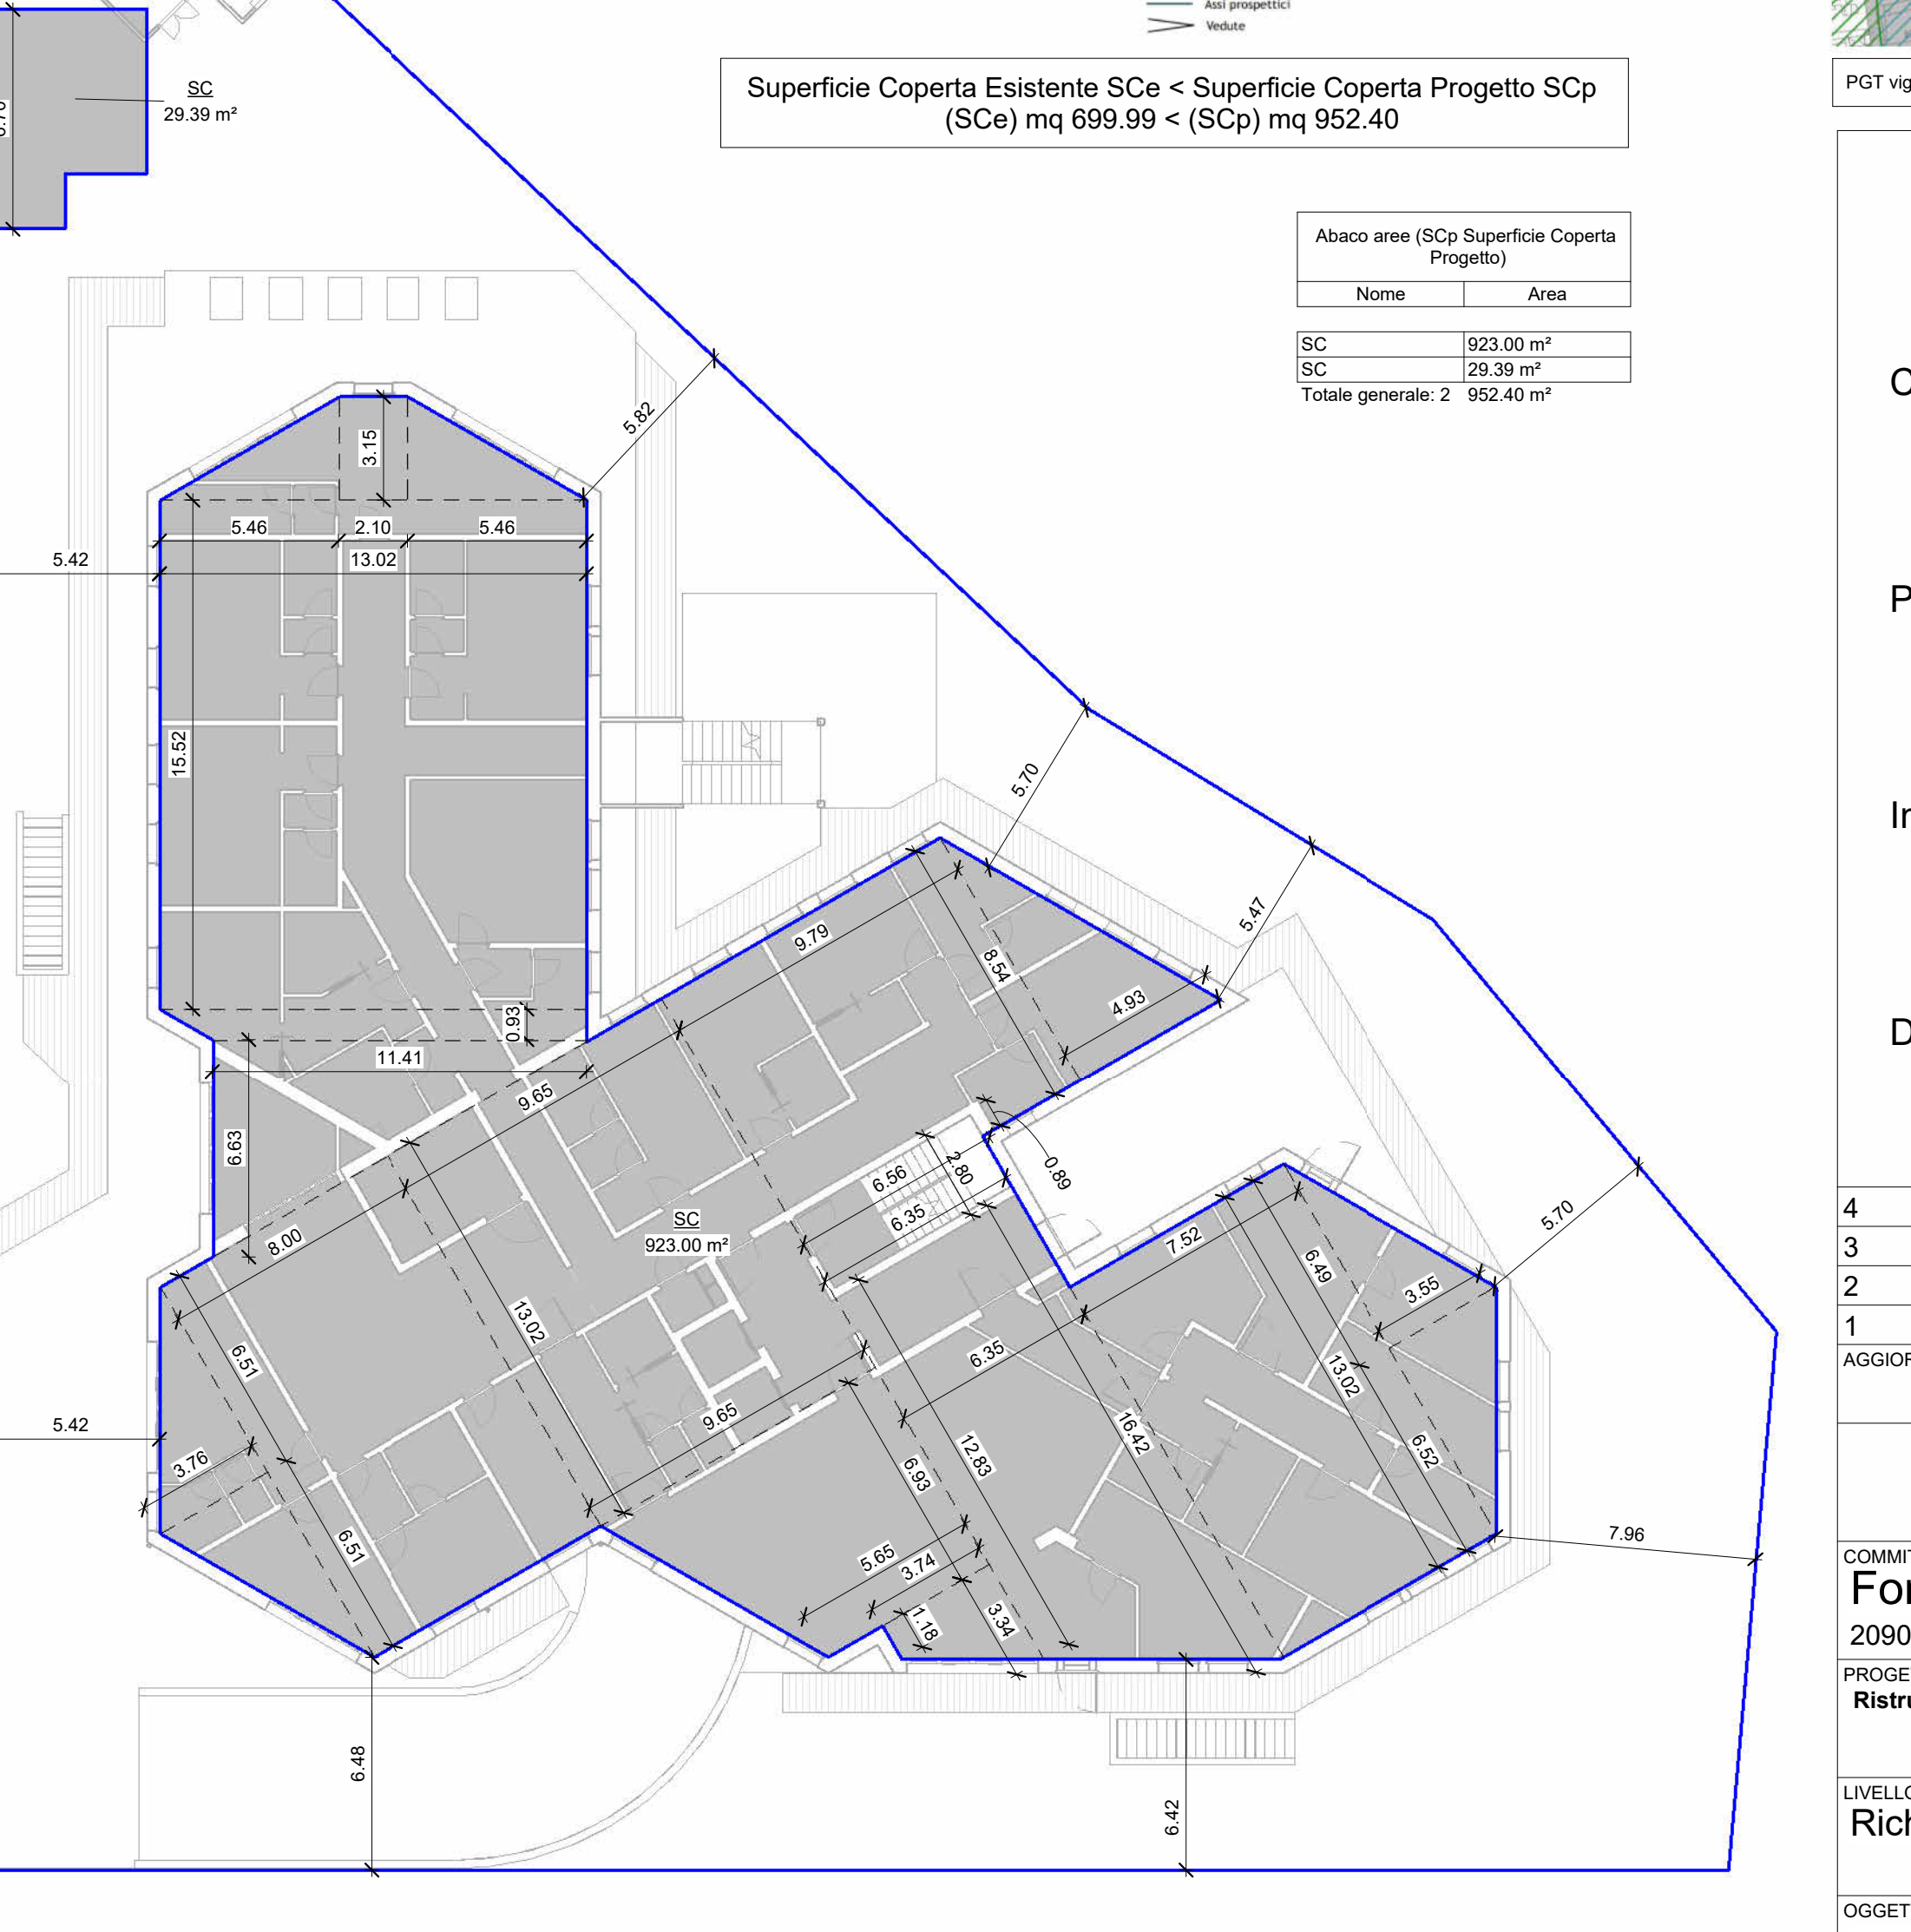 Assi prospettici
Vedute
SC
29.39 m²
Superficie Coperta Esistente SCe < Superficie Coperta Progetto SCp
(SCe) mq 699.99 < (SCp) mq 952.40
PGT vig
Abaco aree (SCp Superficie Coperta
Progetto)
Nome Area
SC 923.00 m²
SC 29.39 m²
Totale generale: 2 952.40 m²
5.82
3.15
5.46 2.10 5.46
5.42
13.02
15.52
5.70
5.47
9.79
8.54
4.93
0.93
11.41
9.65
6.63
0.89
2.80
6.56
6.35
SC
923.00 m²
8.00
7.52
6.49
3.55
5.70
13.02
6.51
6.35
13.02
9.65
16.42
12.83
6.93
6.52
5.42
3.76
6.51
5.65
3.74
1.18
3.34
7.96
6.48
6.42
C
P
In
D
4
3
2
1
AGGIOR
COMMIT
For
2090
PROGE
Ristru
LIVELLO
Rich
OGGET